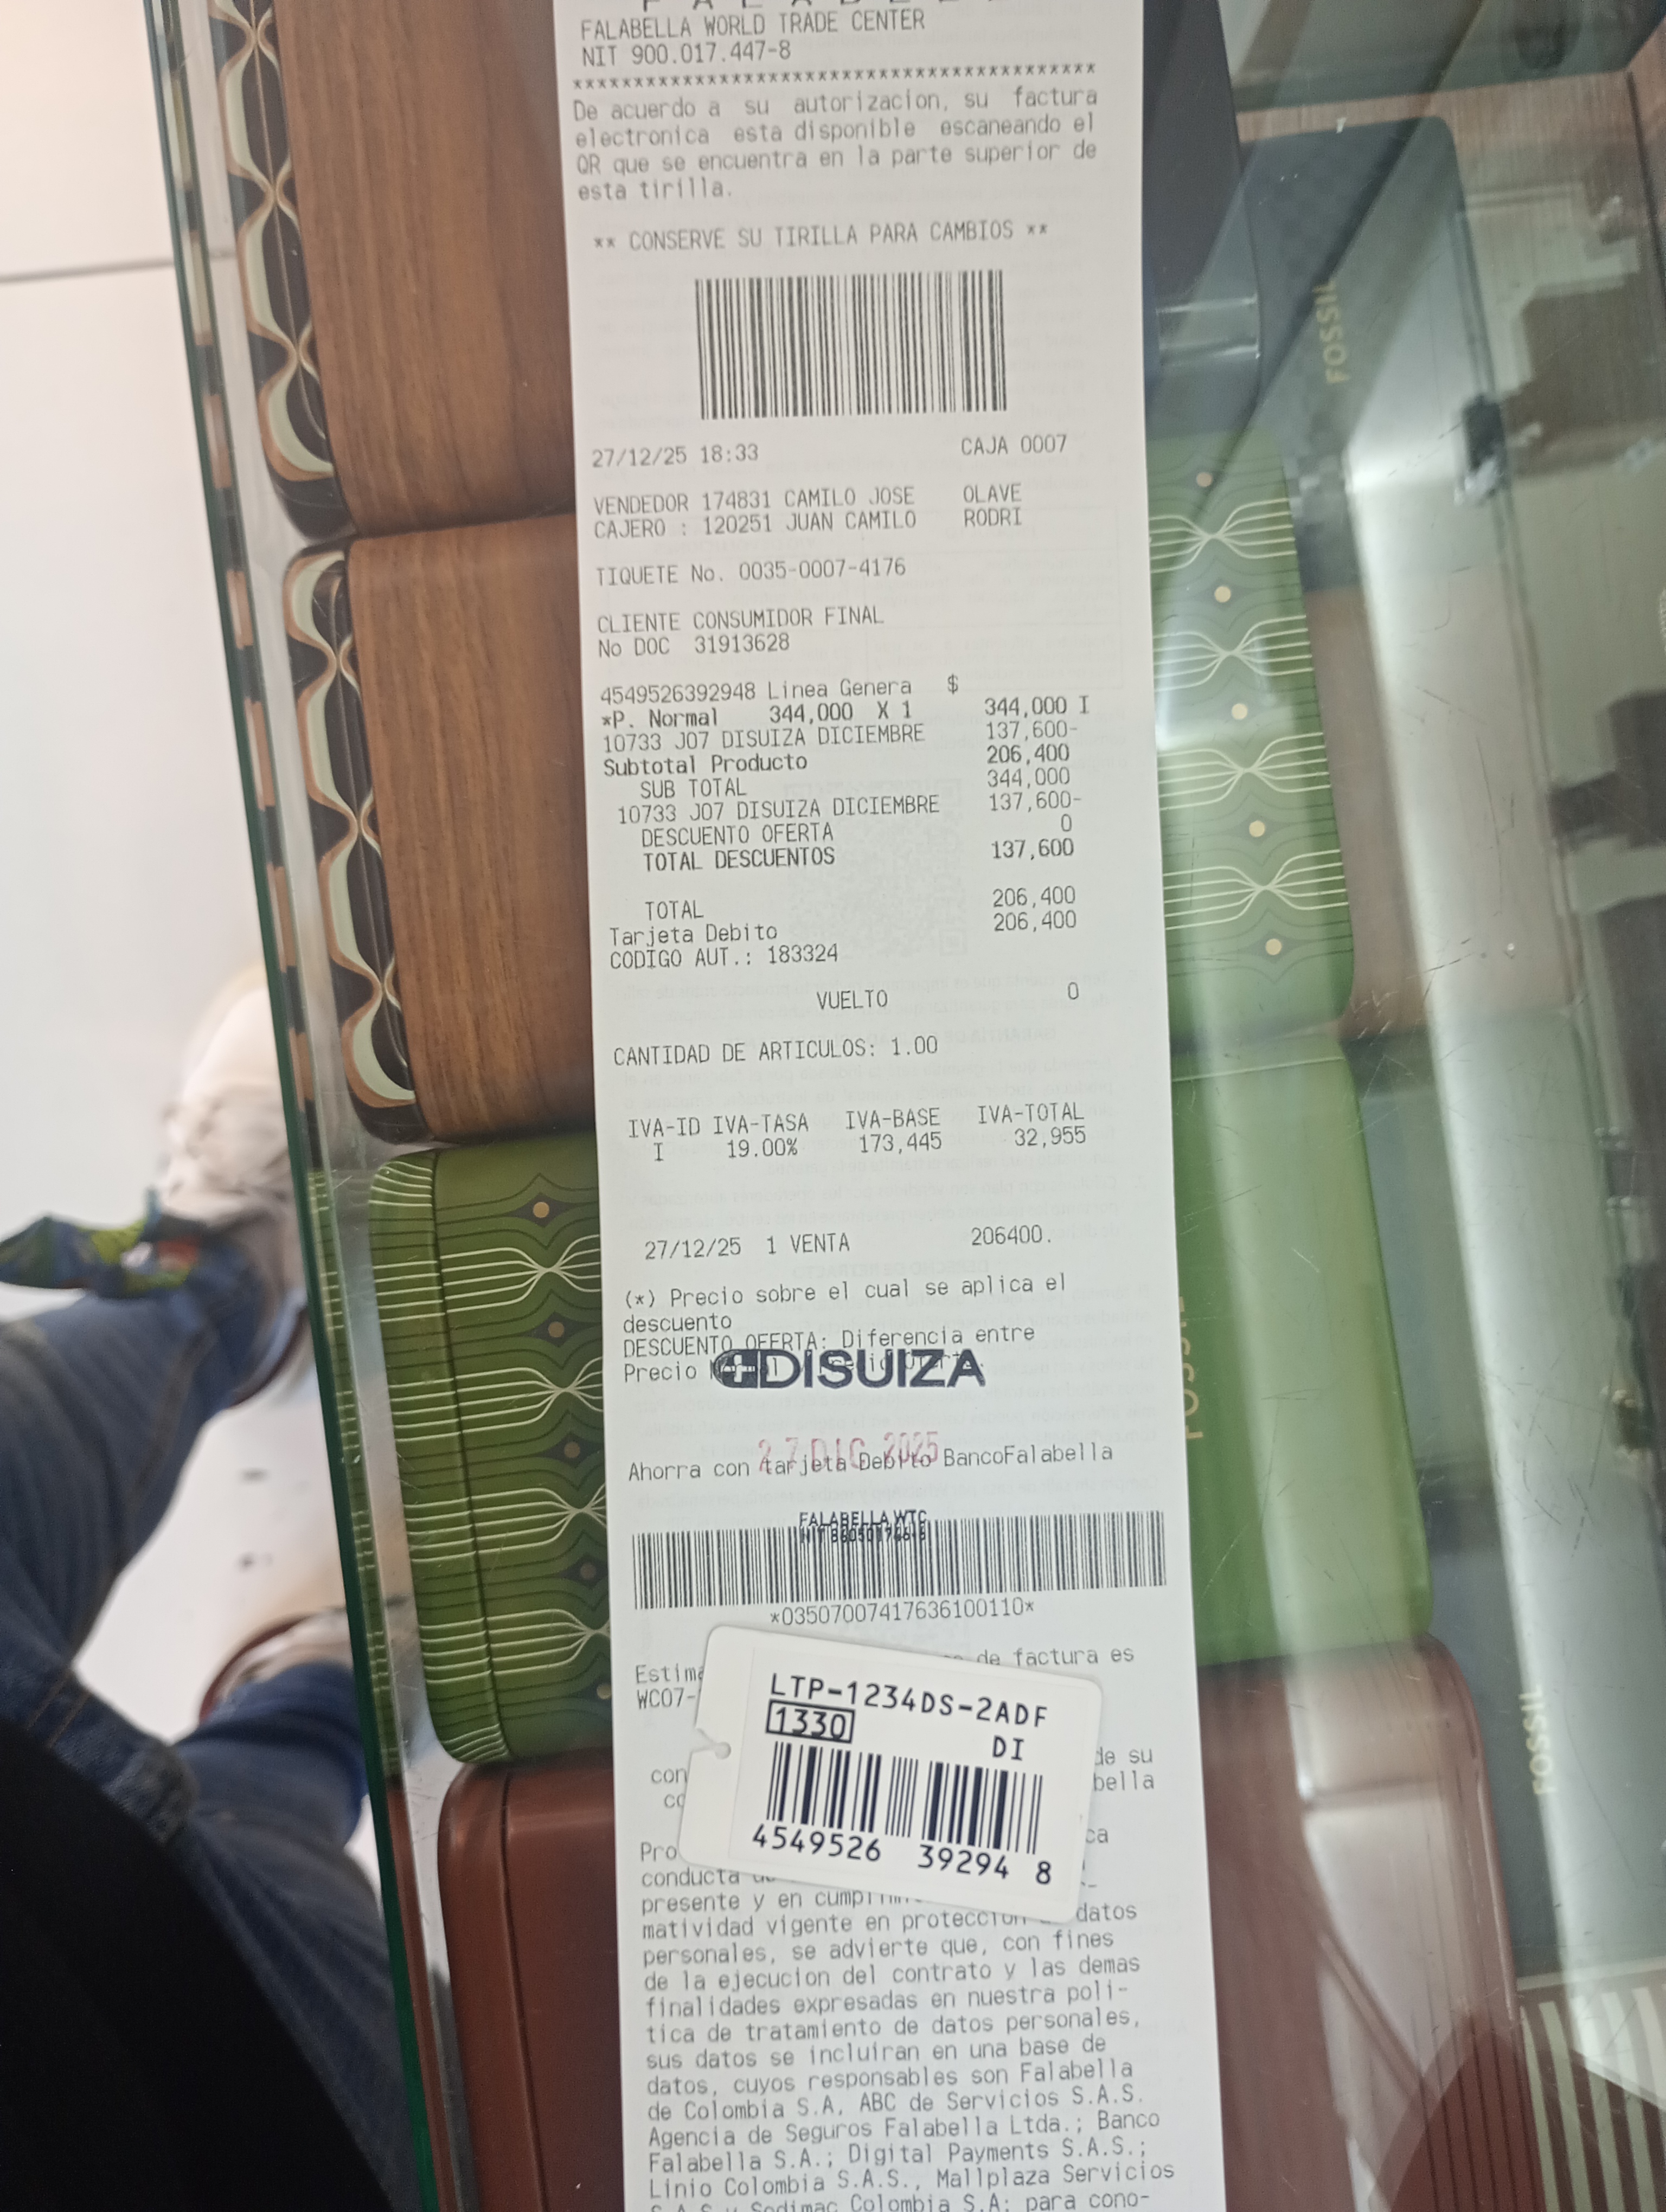 FALABELLA WORLD TRADE CENTER
NIT 900.017.447-8
******************************************
De acuerdo a su autorizacion, su factura
electronica esta disponible escaneando el
QR que se encuentra en la parte superior de
esta tirilla.
** CONSERVE SU TIRILLA PARA CAMBIOS **
27/12/25 18:33 CAJA 0007
VENDEDOR 174831 CAMILO JOSE OLAVE
CAJERO : 120251 JUAN CAMILO RODRI
TIQUETE No. 0035-0007-4176
CLIENTE CONSUMIDOR FINAL
No DOC 31913628
4549526392948 Linea Genera $
*P. Normal 344,000 X 1 344,000 I
10733 J07 DISUIZA DICIEMBRE 137,600-
Subtotal Producto 206,400
SUB TOTAL 344,000
10733 J07 DISUIZA DICIEMBRE 137,600-
DESCUENTO OFERTA 0
TOTAL DESCUENTOS 137,600
TOTAL 206,400
Tarjeta Debito 206,400
CODIGO AUT.: 183324
VUELTO 0
CANTIDAD DE ARTICULOS: 1.00
IVA-ID IVA-TASA IVA-BASE IVA-TOTAL
I 19.00% 173,445 32,955
27/12/25 1 VENTA 206400.
(*) Precio sobre el cual se aplica el
descuento
DESCUENTO OFERTA: Diferencia entre
Precio
DISUIZA
27 DIC 2025
Ahorra con tarjeta Debito BancoFalabella
FALABELLA WTC
NIT
*03507007417636100110*
de factura es
WC07-
LTP-1234DS-2ADF
1330
DI
4549526 39294 8
de su
con
bella
conducta
presente y en
matividad vigente en proteccion datos
personales, se advierte que, con fines
de la ejecucion del contrato y las demas
finalidades expresadas en nuestra poli-
tica de tratamiento de datos personales,
sus datos se incluiran en una base de
datos, cuyos responsables son Falabella
de Colombia S.A, ABC de Servicios S.A.S.
Agencia de Seguros Falabella Ltda.; Banco
Falabella S.A.; Digital Payments S.A.S.;
Linio Colombia S.A.S., Mallplaza Servicios
S.A.S y Sodimac Colombia S.A; para cono-
FOSSIL
FOSSIL
FOSSIL